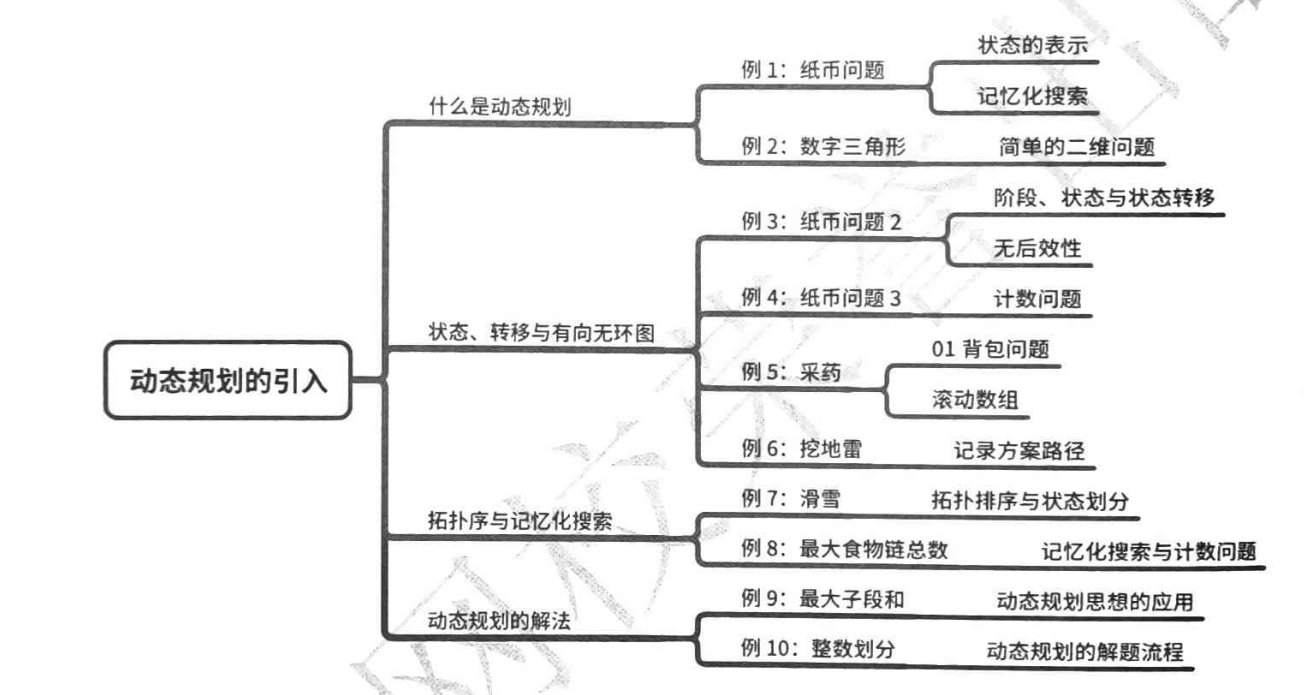 动态规划的引入
什么是动态规划
例 1：纸币问题
状态的表示
记忆化搜索
例 2：数字三角形
简单的二维问题
状态、转移与有向无环图
例 3：纸币问题 2
阶段、状态与状态转移
无后效性
例 4：纸币问题 3
计数问题
例 5：采药
01 背包问题
滚动数组
例 6：挖地雷
记录方案路径
拓扑序与记忆化搜索
例 7：滑雪
拓扑排序与状态划分
例 8：最大食物链总数
记忆化搜索与计数问题
动态规划的解法
例 9：最大子段和
动态规划思想的应用
例 10：整数划分
动态规划的解题流程